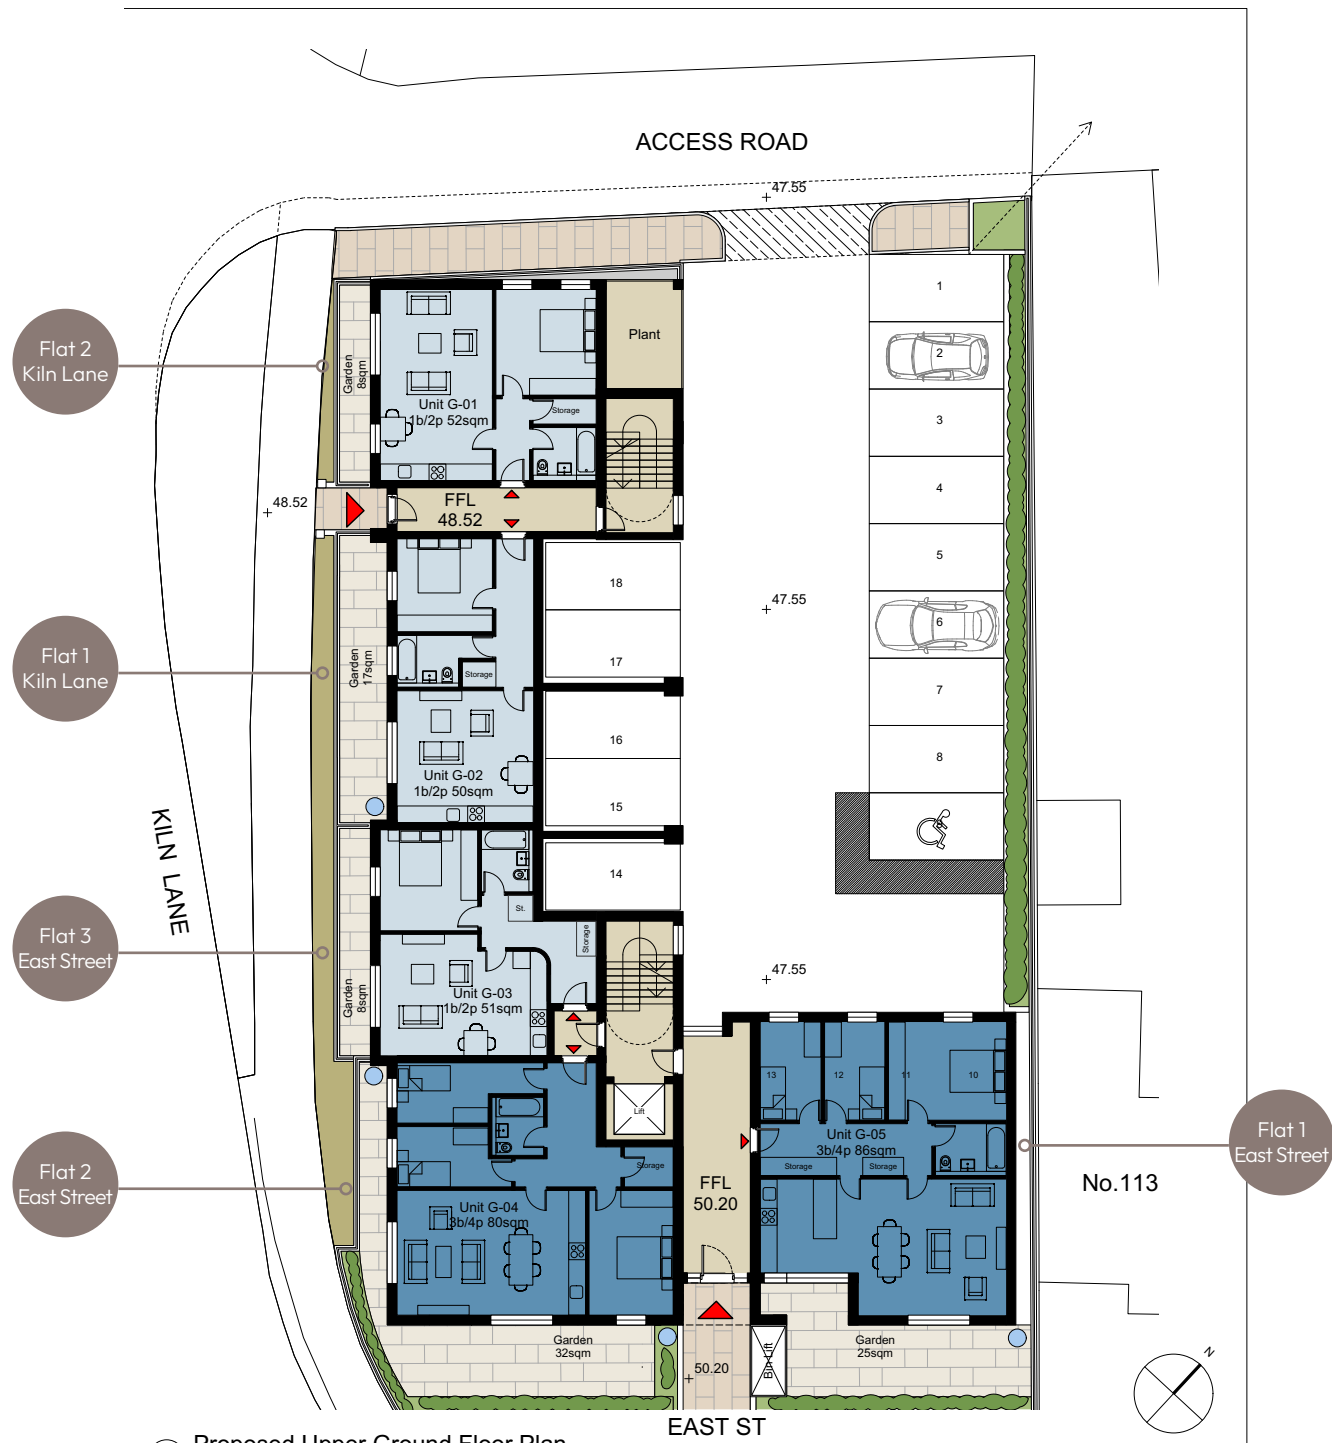 ACCESS ROAD
47.55
1
Plant
2
Flat 2
Kiln Lane
Garden
8sqm
Unit G-01
1b/2p 52sqm
Storage
3
4
48.52
FFL
48.52
5
18
47.55
6
17
Flat 1
Kiln Lane
Garden
17sqm
Storage
7
16
8
Unit G-02
1b/2p 50sqm
15
KILN LANE
14
St.
Storage
Flat 3
East Street
Garden
8sqm
47.55
Unit G-03
1b/2p 51sqm
13
12
11
10
Lift
Flat 1
East Street
Unit G-05
3b/4p 86sqm
Storage
Storage
Storage
Flat 2
East Street
FFL
50.20
No.113
Unit G-04
3b/4p 80sqm
Garden
32sqm
Garden
25sqm
Bin Lift
50.20
N
EAST ST
Proposed Upper Ground Floor Plan